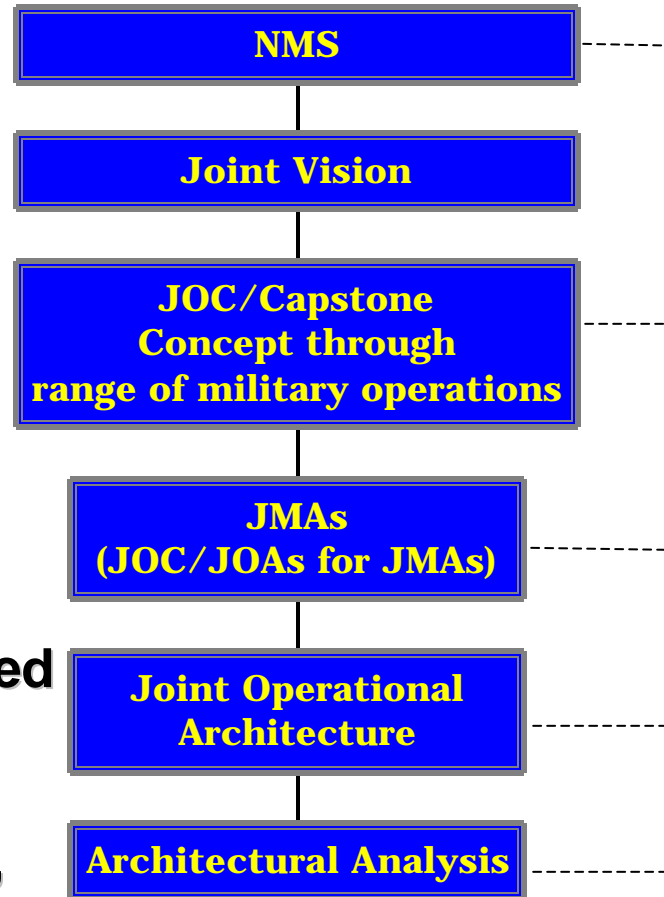 NMS
Joint Vision
JOC/Capstone
Concept through
range of military operations
JMAs
(JOC/JOAs for JMAs)
ed
Joint Operational
Architecture
Architectural Analysis
,